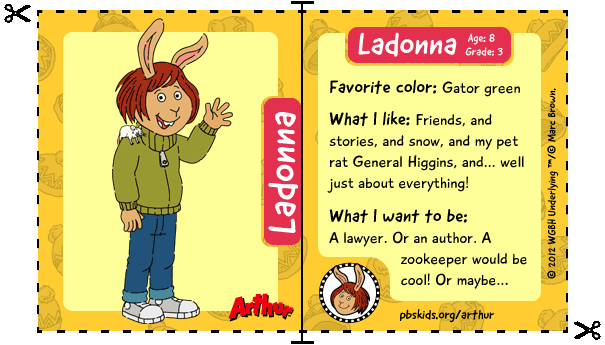 Ladonna
Arthur
Ladonna
Age: 8
Grade: 3
Favorite color: Gator green
What I like: Friends, and
stories, and snow, and my pet
rat General Higgins, and... well
just about everything!
What I want to be:
A lawyer. Or an author. A
zookeeper would be
cool! Or maybe...
pbskids.org/arthur
© 2012 WGBH Underlying ™/© Marc Brown.